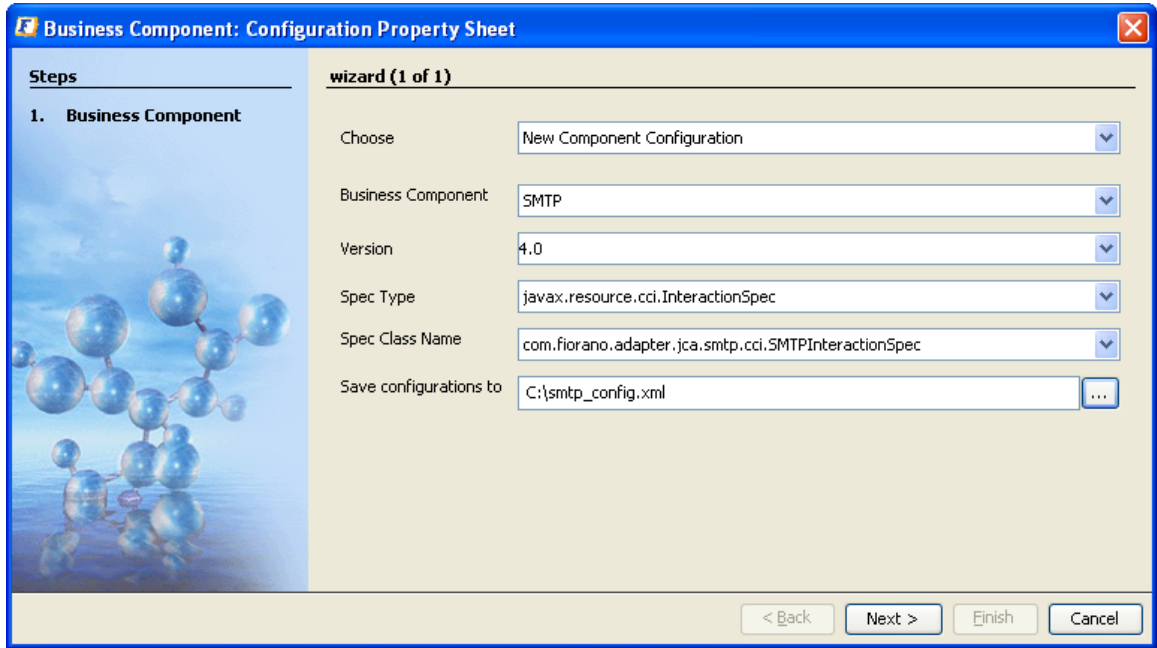 Business Component: Configuration Property Sheet
Steps
1. Business Component
wizard (1 of 1)
Choose
New Component Configuration
Business Component
SMTP
Version
4.0
Spec Type
javax.resource.cci.InteractionSpec
Spec Class Name
com.fiorano.adapter.jca.smtp.cci.SMTPInteractionSpec
Save configurations to
C:\smtp_config.xml
...
< Back
Next >
Finish
Cancel